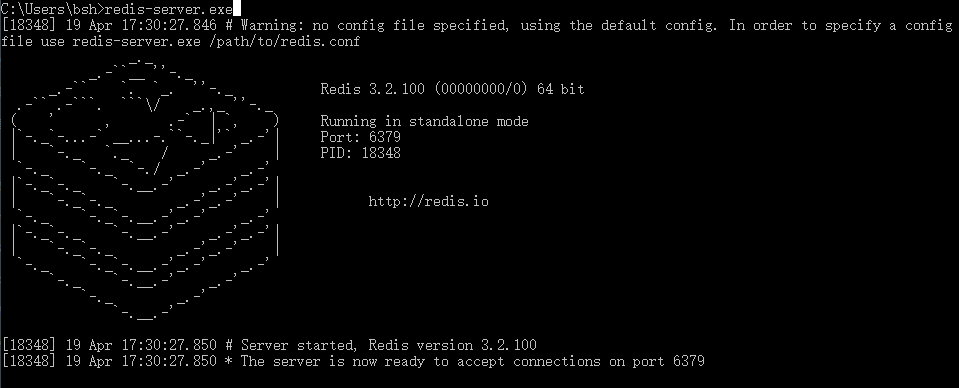 C:\Users\bsh>redis-server.exe
[18348] 19 Apr 17:30:27.846 # Warning: no config file specified, using the default config. In order to specify a config
file use redis-server.exe /path/to/redis.conf
Redis 3.2.100 (00000000/0) 64 bit
Running in standalone mode
Port: 6379
PID: 18348
http://redis.io
[18348] 19 Apr 17:30:27.850 # Server started, Redis version 3.2.100
[18348] 19 Apr 17:30:27.850 * The server is now ready to accept connections on port 6379